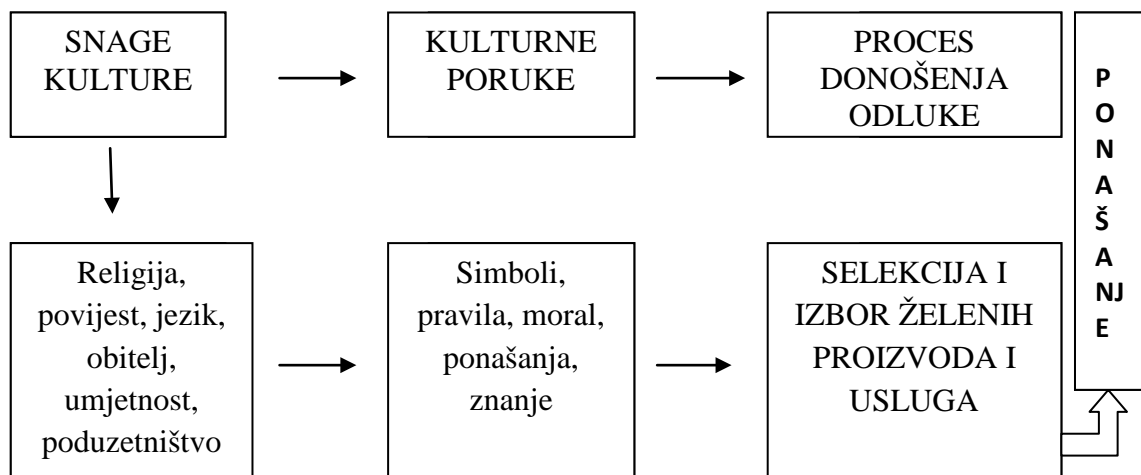 SNAGE
KULTURE
KULTURNE
PORUKE
PROCES
DONOŠENJA
ODLUKE
P
O
N
A
Š
A
NJ
E
Religija,
povijest, jezik,
obitelj,
umjetnost,
poduzetništvo
Simboli,
pravila, moral,
ponašanja,
znanje
SELEKCIJA I
IZBOR ŽELENIH
PROIZVODA I
USLUGA